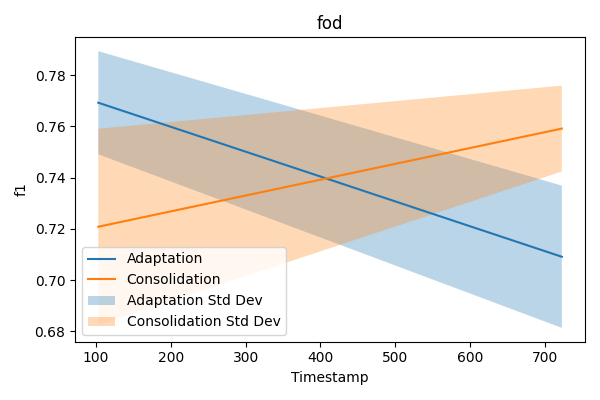 fod
f1
0.78
0.76
0.74
0.72
0.70
0.68
Adaptation
Consolidation
Adaptation Std Dev
Consolidation Std Dev
100 200 300 400 500 600 700
Timestamp